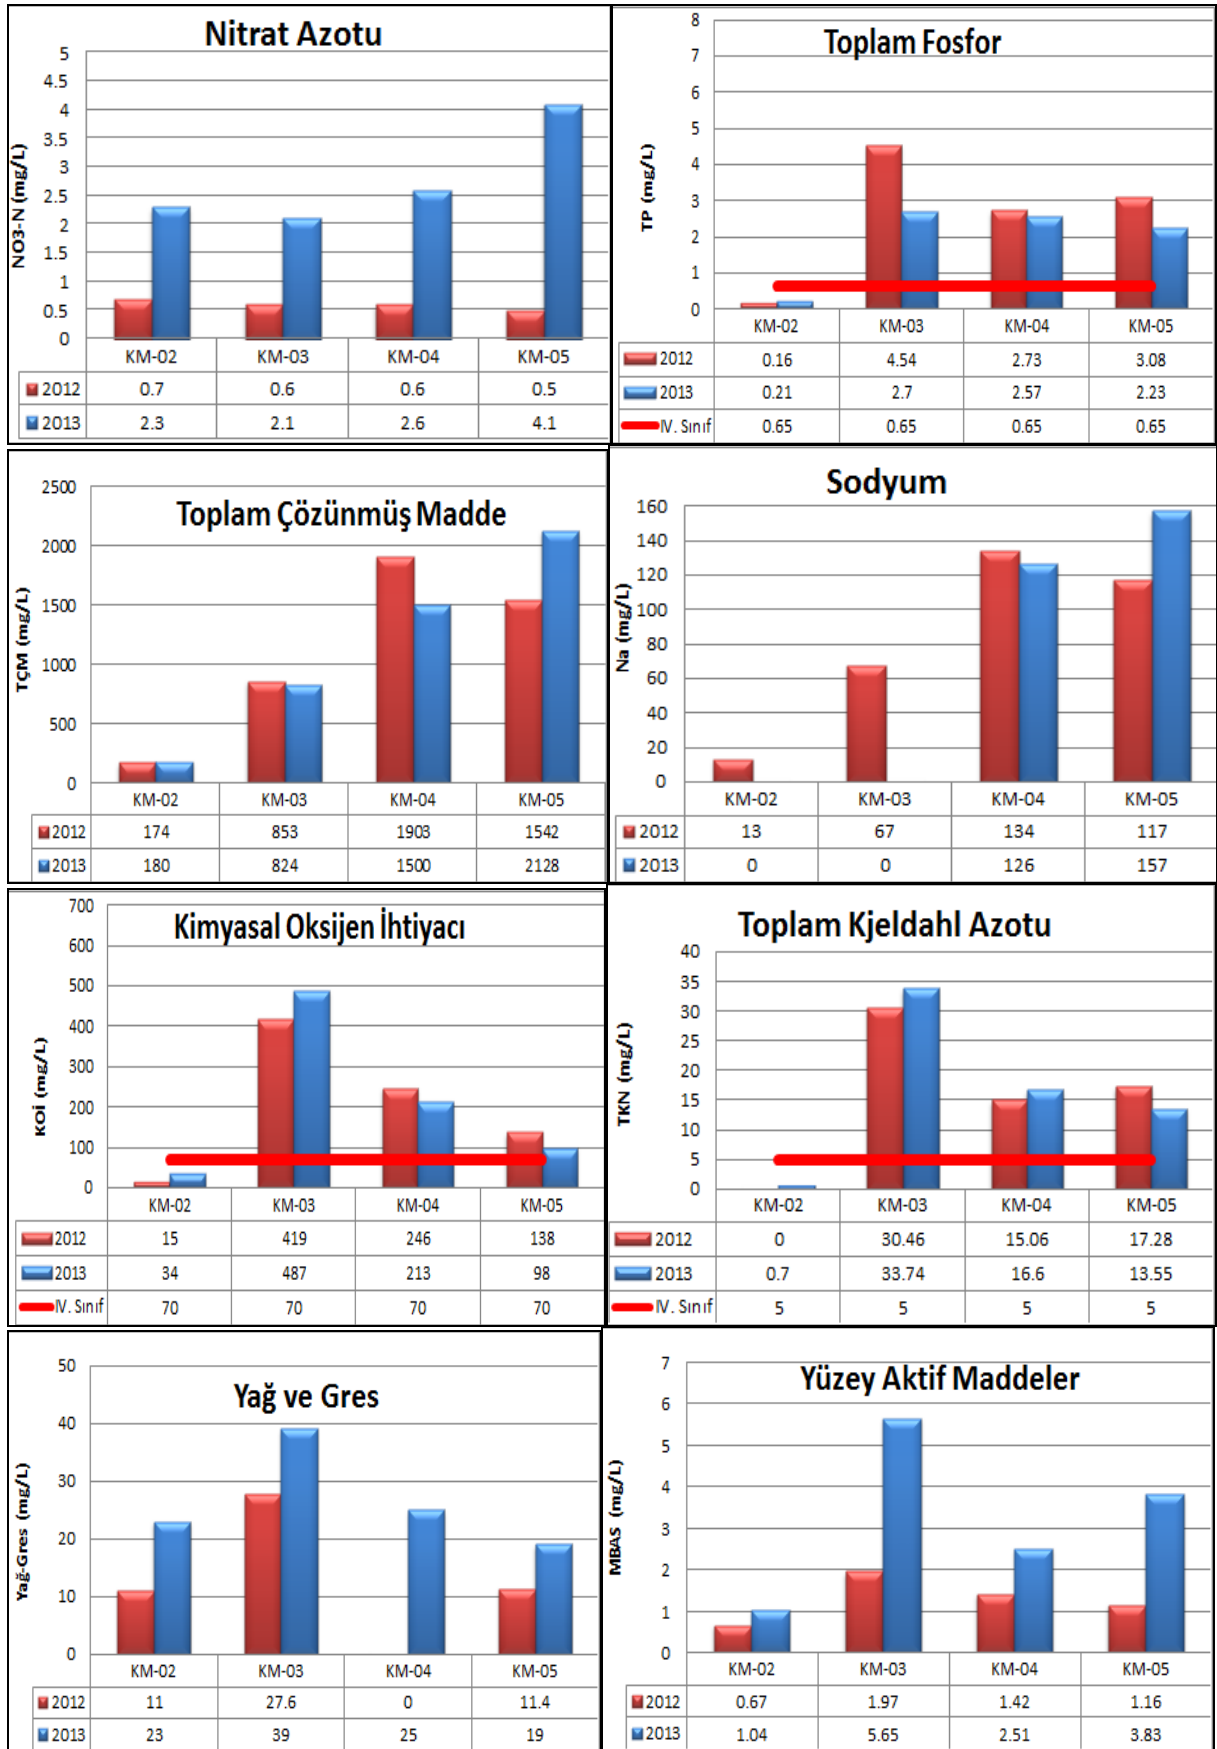 Nitrat Azotu
5
4.5
4
3.5
3
2.5
2
1.5
1
0.5
0
NO3-N (mg/L)
KM-02 KM-03 KM-04 KM-05
2012 0.7 0.6 0.6 0.5
2013 2.3 2.1 2.6 4.1
Toplam Fosfor
8
7
6
5
4
3
2
1
0
TP (mg/L)
KM-02 KM-03 KM-04 KM-05
2012 0.16 4.54 2.73 3.08
2013 0.21 2.7 2.57 2.23
IV. Sınıf 0.65 0.65 0.65 0.65
Toplam Çözünmüş Madde
2500
2000
1500
1000
500
0
TÇM (mg/L)
KM-02 KM-03 KM-04 KM-05
2012 174 853 1903 1542
2013 180 824 1500 2128
Sodyum
160
140
120
100
80
60
40
20
0
Na (mg/L)
KM-02 KM-03 KM-04 KM-05
2012 13 67 134 117
2013 0 0 126 157
Kimyasal Oksijen İhtiyacı
700
600
500
400
300
200
100
0
KOİ (mg/L)
KM-02 KM-03 KM-04 KM-05
2012 15 419 246 138
2013 34 487 213 98
IV. Sınıf 70 70 70 70
Toplam Kjeldahl Azotu
40
35
30
25
20
15
10
5
0
TKN (mg/L)
KM-02 KM-03 KM-04 KM-05
2012 0 30.46 15.06 17.28
2013 0.7 33.74 16.6 13.55
IV. Sınıf 5 5 5 5
Yağ ve Gres
50
40
30
20
10
0
Yağ-Gres (mg/L)
KM-02 KM-03 KM-04 KM-05
2012 11 27.6 0 11.4
2013 23 39 25 19
Yüzey Aktif Maddeler
7
6
5
4
3
2
1
0
MBAS (mg/L)
KM-02 KM-03 KM-04 KM-05
2012 0.67 1.97 1.42 1.16
2013 1.04 5.65 2.51 3.83